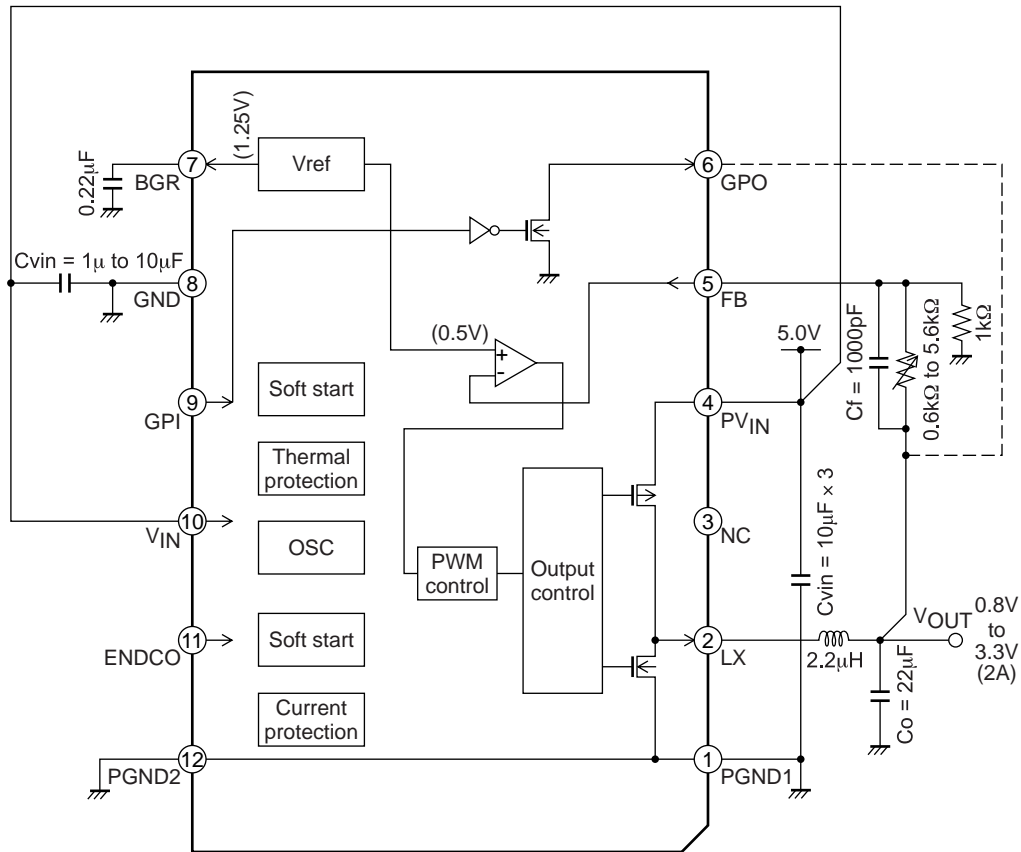 (1.25V)
Vref
7
BGR
0.22μF
6
GPO
Cvin = 1μ to 10μF
8
GND
5
FB
(0.5V)
+
-
5.0V
Cf = 1000pF
0.6kΩ to 5.6kΩ
1kΩ
Soft start
9
GPI
4
PVIN
Thermal
protection
10
VIN
OSC
3
NC
PWM
control
Output
control
Cvin = 10μF × 3
11
ENDCO
Soft start
2
LX
2.2μH
VOUT
0.8V
to
3.3V
(2A)
Co = 22μF
Current
protection
12
PGND2
1
PGND1